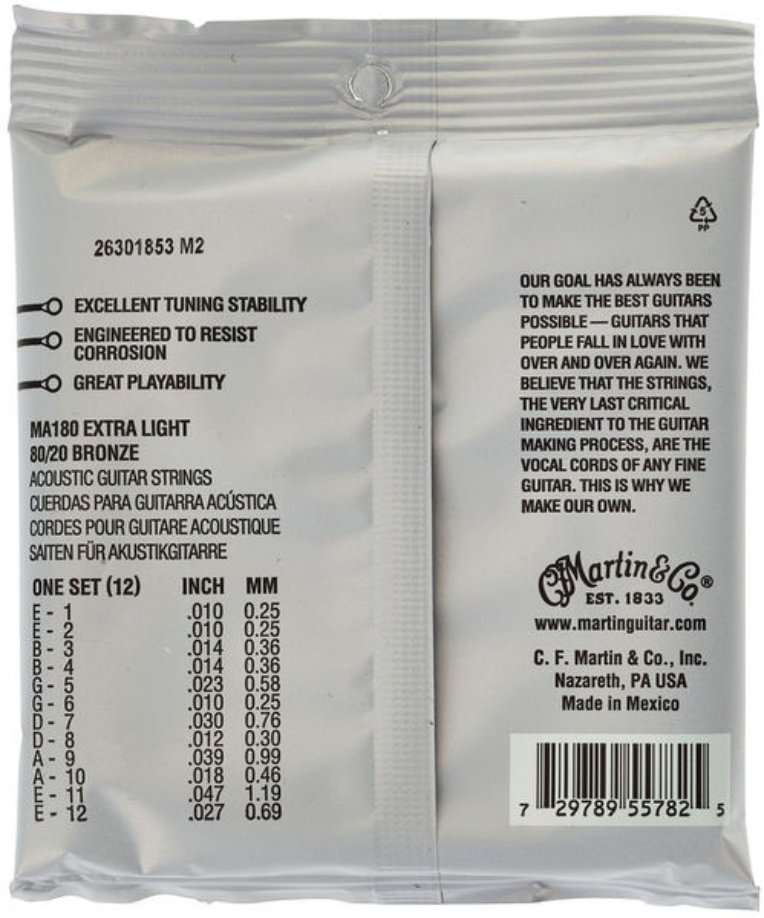 26301853 M2
EXCELLENT TUNING STABILITY
ENGINEERED TO RESIST
CORROSION
GREAT PLAYABILITY
MA180 EXTRA LIGHT
80/20 BRONZE
ACOUSTIC GUITAR STRINGS
CUERDAS PARA GUITARRA ACÚSTICA
CORDES POUR GUITARE ACOUSTIQUE
SAITEN FÜR AKUSTIKGITARRE
ONE SET (12) INCH MM
E - 1 .010 0.25
E - 2 .010 0.25
B - 3 .014 0.36
B - 4 .014 0.36
G - 5 .023 0.58
G - 6 .010 0.25
D - 7 .030 0.76
D - 8 .012 0.30
A - 9 .039 0.99
A - 10 .018 0.46
E - 11 .047 1.19
E - 12 .027 0.69
5
PP
OUR GOAL HAS ALWAYS BEEN
TO MAKE THE BEST GUITARS
POSSIBLE — GUITARS THAT
PEOPLE FALL IN LOVE WITH
OVER AND OVER AGAIN. WE
BELIEVE THAT THE STRINGS,
THE VERY LAST CRITICAL
INGREDIENT TO THE GUITAR
MAKING PROCESS, ARE THE
VOCAL CORDS OF ANY FINE
GUITAR. THIS IS WHY WE
MAKE OUR OWN.
CF Martin & Co.®
EST. 1833
www.martinguitar.com
C. F. Martin & Co., Inc.
Nazareth, PA USA
Made in Mexico
7 29789 55782 5